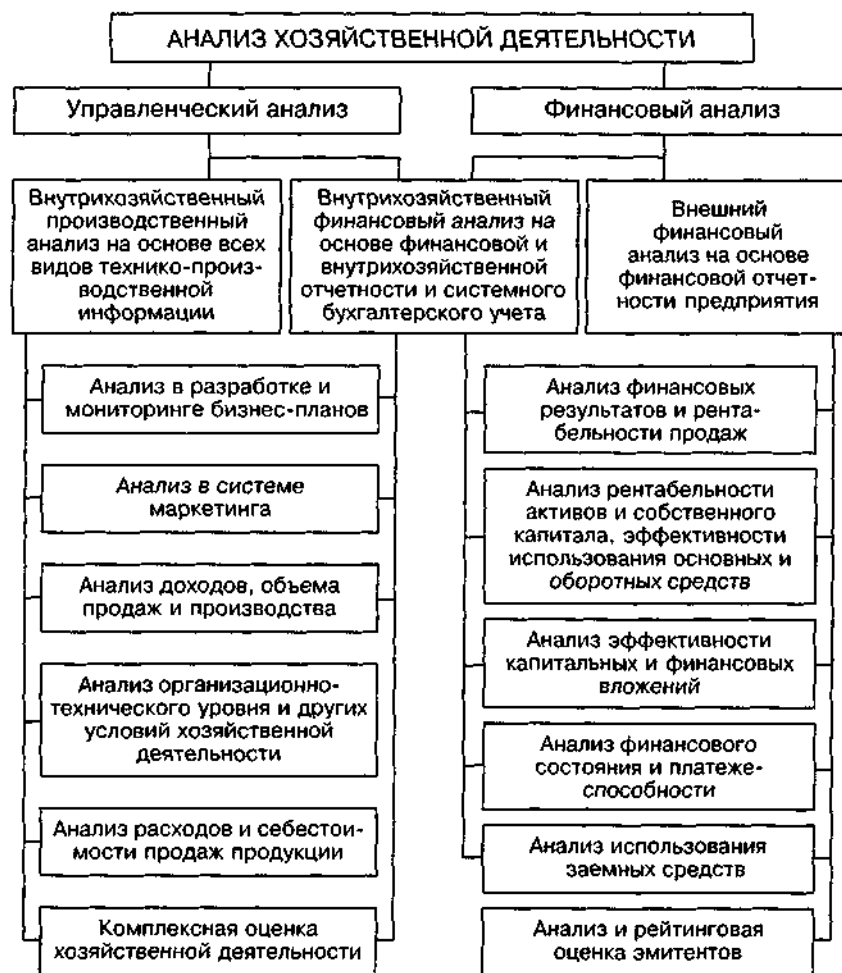 АНАЛИЗ ХОЗЯЙСТВЕННОЙ ДЕЯТЕЛЬНОСТИ
Управленческий анализ
Финансовый анализ
Внутрихозяйственный
производственный
анализ на основе всех
видов технико-произ-
водственной
информации
Внутрихозяйственный
финансовый анализ на
основе финансовой и
внутрихозяйственной
отчетности и системного
бухгалтерского учета
Внешний
финансовый
анализ на основе
финансовой отчет-
ности предприятия
Анализ в разработке и
мониторинге бизнес-планов
Анализ в системе
маркетинга
Анализ доходов, объема
продаж и производства
Анализ организационно-
технического уровня и других
условий хозяйственной
деятельности
Анализ расходов и себестои-
мости продаж продукции
Комплексная оценка
хозяйственной деятельности
Анализ финансовых
результатов и рента-
бельности продаж
Анализ рентабельности
активов и собственного
капитала, эффективности
использования основных и
оборотных средств
Анализ эффективности
капитальных и финансовых
вложений
Анализ финансового
состояния и платеже-
способности
Анализ использования
заемных средств
Анализ и рейтинговая
оценка эмитентов